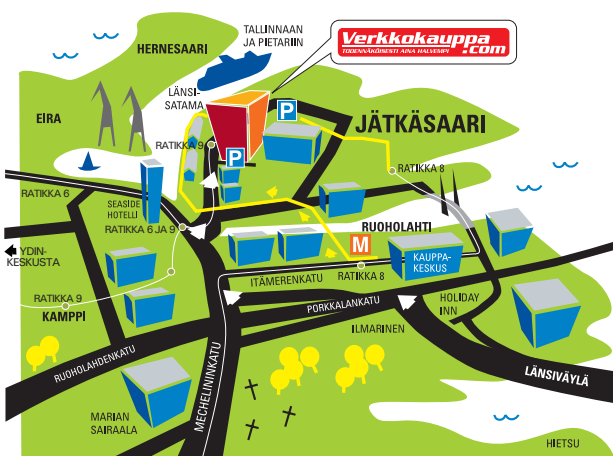 TALLINNAAN
JA PIETARIIN
HERNESAARI
Verkkokauppa
.com
TODENNÄKÖISESTI AINA HALVEMPI
LÄNSI-
SATAMA
EIRA
P
P
JÄTKÄSAARI
RATIKKA 9
RATIKKA 8
RATIKKA 6
SEASIDE
HOTELLI
RATIKKA 6 JA 9
RUOHOLAHTI
M
YDIN-
KESKUSTA
KAUPPA-
KESKUS
ITÄMERENKATU
RATIKKA 8
RATIKKA 9
KAMPPI
PORKKALANKATU
HOLIDAY
INN
ILMARINEN
RUOHOLAHDENKATU
MECHELININKATU
LÄNSIVÄYLÄ
MARIAN
SAIRAALA
HIETSU